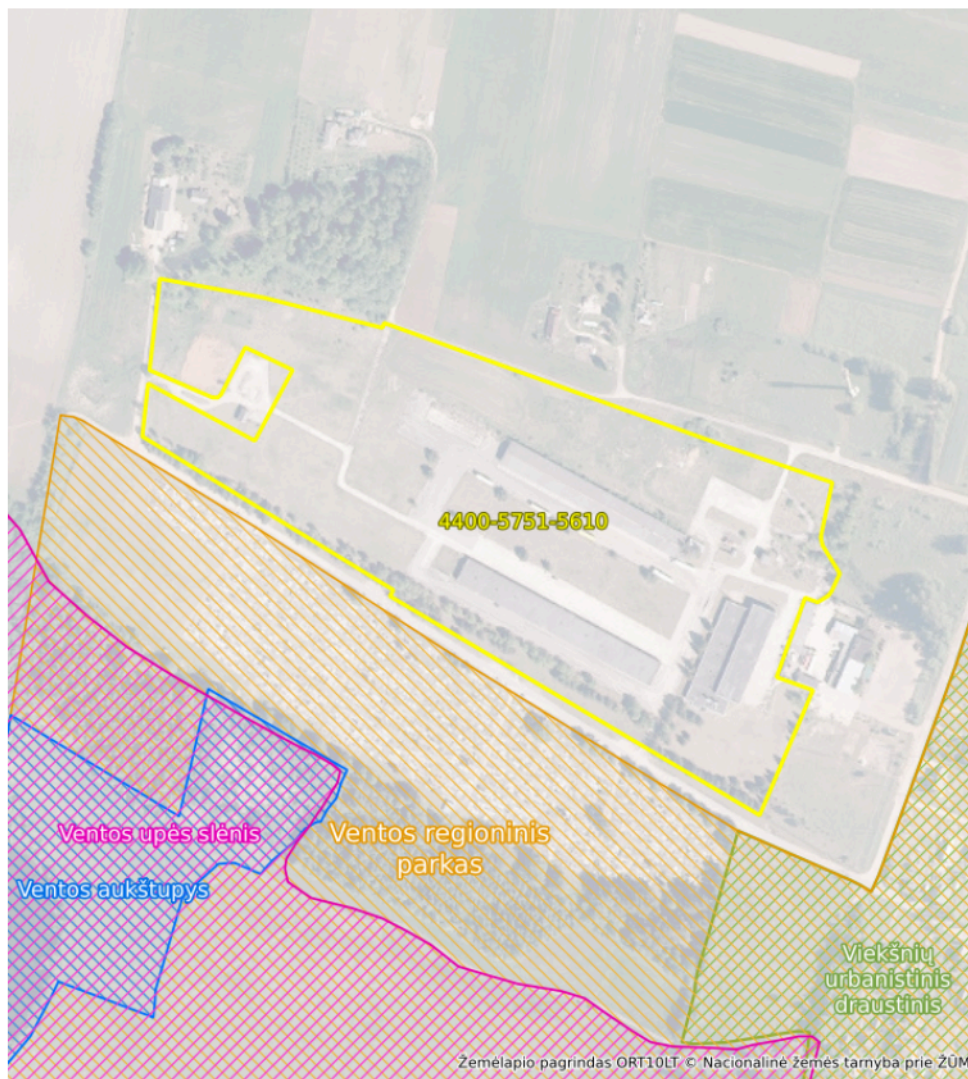 4400-5751-5610
Ventos upės slėnis
Ventos regioninis
parkas
Ventos aukštupys
Viekšnių
urbanistinis
draustinis
Žemėlapio pagrindas ORT10LT © Nacionalinė žemės tarnyba prie ŽŪM